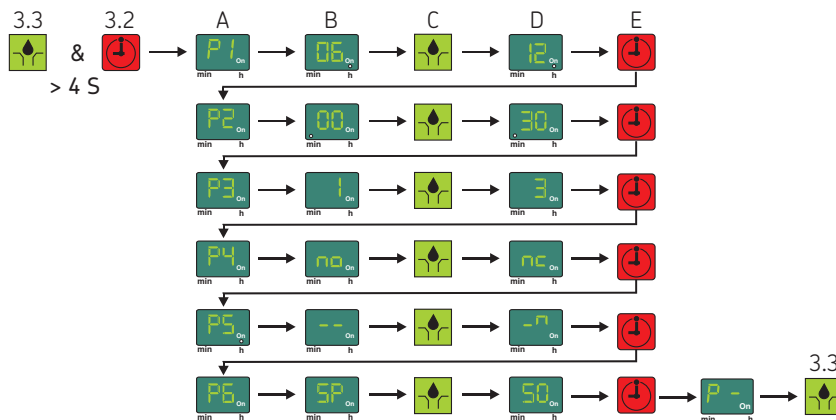 3.3 3.2 A B C D E
& P1 On 06 On 12 On
min h min h min h
> 4 S
P2 On 00 On 30 On
min h min h min h
P3 On 1 On 3 On
min h min h min h
P4 On no On nc On
min h min h min h
P5 On -- On -n On
min h min h min h
3.3
P6 On SP On SO On P - On
min h min h min h min h